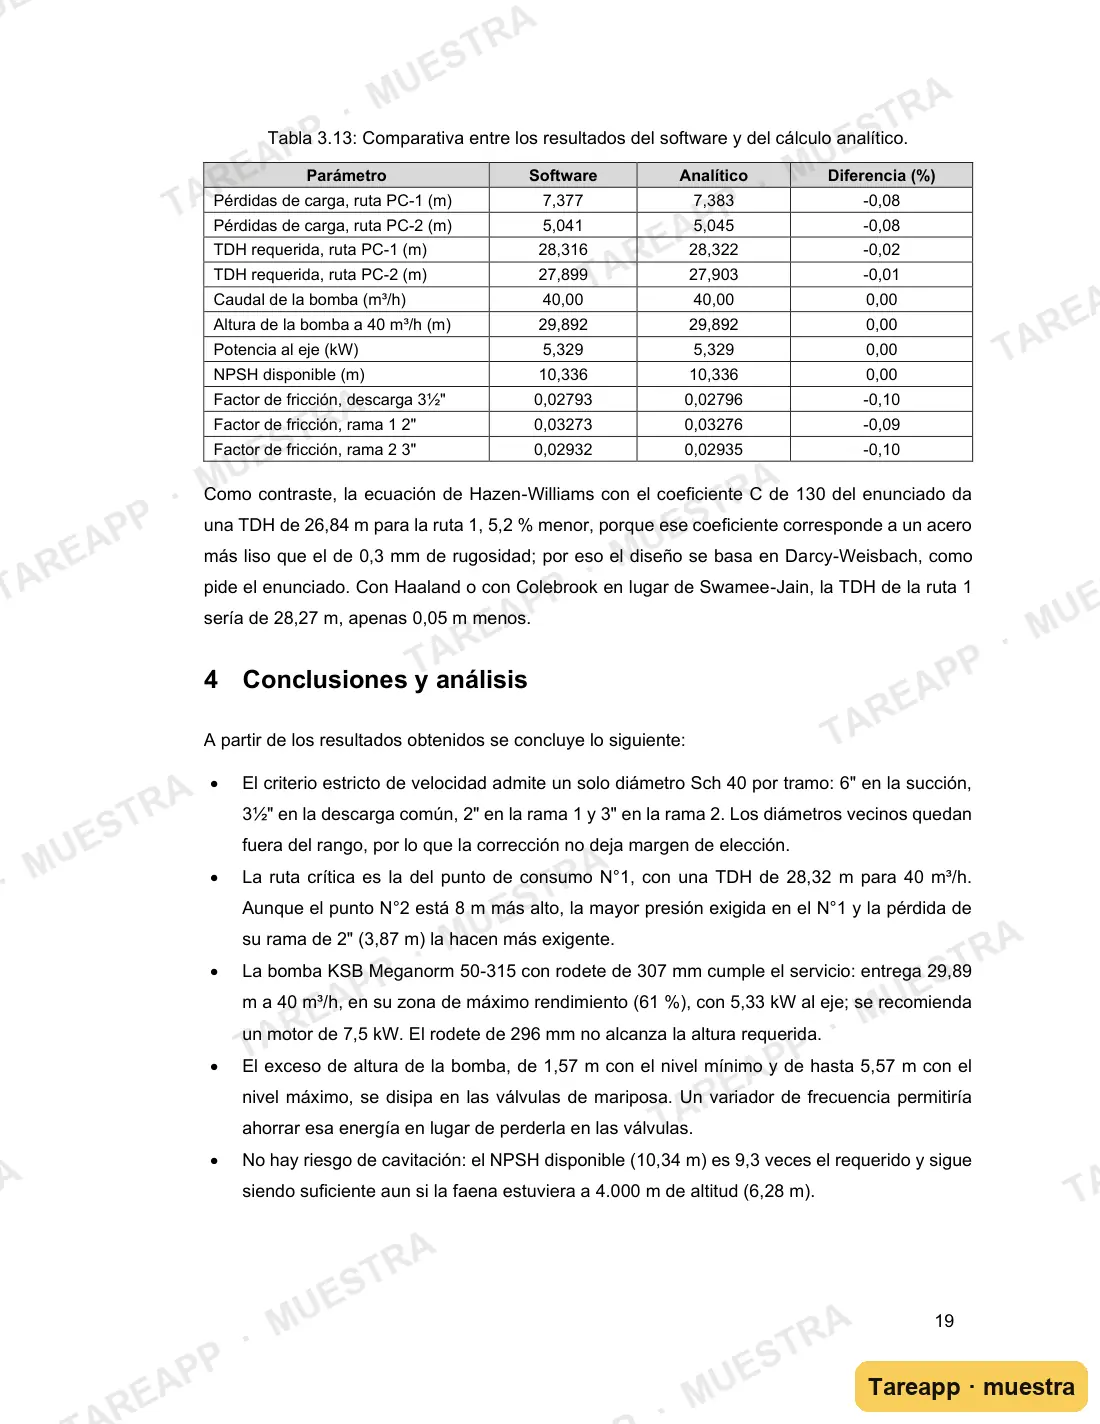 Tabla 3.13: Comparativa entre los resultados del software y del cálculo analítico.
Parámetro Software Analítico Diferencia (%)
Pérdidas de carga, ruta PC-1 (m) 7,377 7,383 -0,08
Pérdidas de carga, ruta PC-2 (m) 5,041 5,045 -0,08
TDH requerida, ruta PC-1 (m) 28,316 28,322 -0,02
TDH requerida, ruta PC-2 (m) 27,899 27,903 -0,01
Caudal de la bomba (m³/h) 40,00 40,00 0,00
Altura de la bomba a 40 m³/h (m) 29,892 29,892 0,00
Potencia al eje (kW) 5,329 5,329 0,00
NPSH disponible (m) 10,336 10,336 0,00
Factor de fricción, descarga 3½" 0,02793 0,02796 -0,10
Factor de fricción, rama 1 2" 0,03273 0,03276 -0,09
Factor de fricción, rama 2 3" 0,02932 0,02935 -0,10
Como contraste, la ecuación de Hazen-Williams con el coeficiente C de 130 del enunciado da
una TDH de 26,84 m para la ruta 1, 5,2 % menor, porque ese coeficiente corresponde a un acero
más liso que el de 0,3 mm de rugosidad; por eso el diseño se basa en Darcy-Weisbach, como
pide el enunciado. Con Haaland o con Colebrook en lugar de Swamee-Jain, la TDH de la ruta 1
sería de 28,27 m, apenas 0,05 m menos.
4 Conclusiones y análisis
A partir de los resultados obtenidos se concluye lo siguiente:
• El criterio estricto de velocidad admite un solo diámetro Sch 40 por tramo: 6" en la succión,
3½" en la descarga común, 2" en la rama 1 y 3" en la rama 2. Los diámetros vecinos quedan
fuera del rango, por lo que la corrección no deja margen de elección.
• La ruta crítica es la del punto de consumo N°1, con una TDH de 28,32 m para 40 m³/h.
Aunque el punto N°2 está 8 m más alto, la mayor presión exigida en el N°1 y la pérdida de
su rama de 2" (3,87 m) la hacen más exigente.
• La bomba KSB Meganorm 50-315 con rodete de 307 mm cumple el servicio: entrega 29,89
m a 40 m³/h, en su zona de máximo rendimiento (61 %), con 5,33 kW al eje; se recomienda
un motor de 7,5 kW. El rodete de 296 mm no alcanza la altura requerida.
• El exceso de altura de la bomba, de 1,57 m con el nivel mínimo y de hasta 5,57 m con el
nivel máximo, se disipa en las válvulas de mariposa. Un variador de frecuencia permitiría
ahorrar esa energía en lugar de perderla en las válvulas.
• No hay riesgo de cavitación: el NPSH disponible (10,34 m) es 9,3 veces el requerido y sigue
siendo suficiente aun si la faena estuviera a 4.000 m de altitud (6,28 m).
19
Tareapp · muestra
TAREAPP · MUESTRA